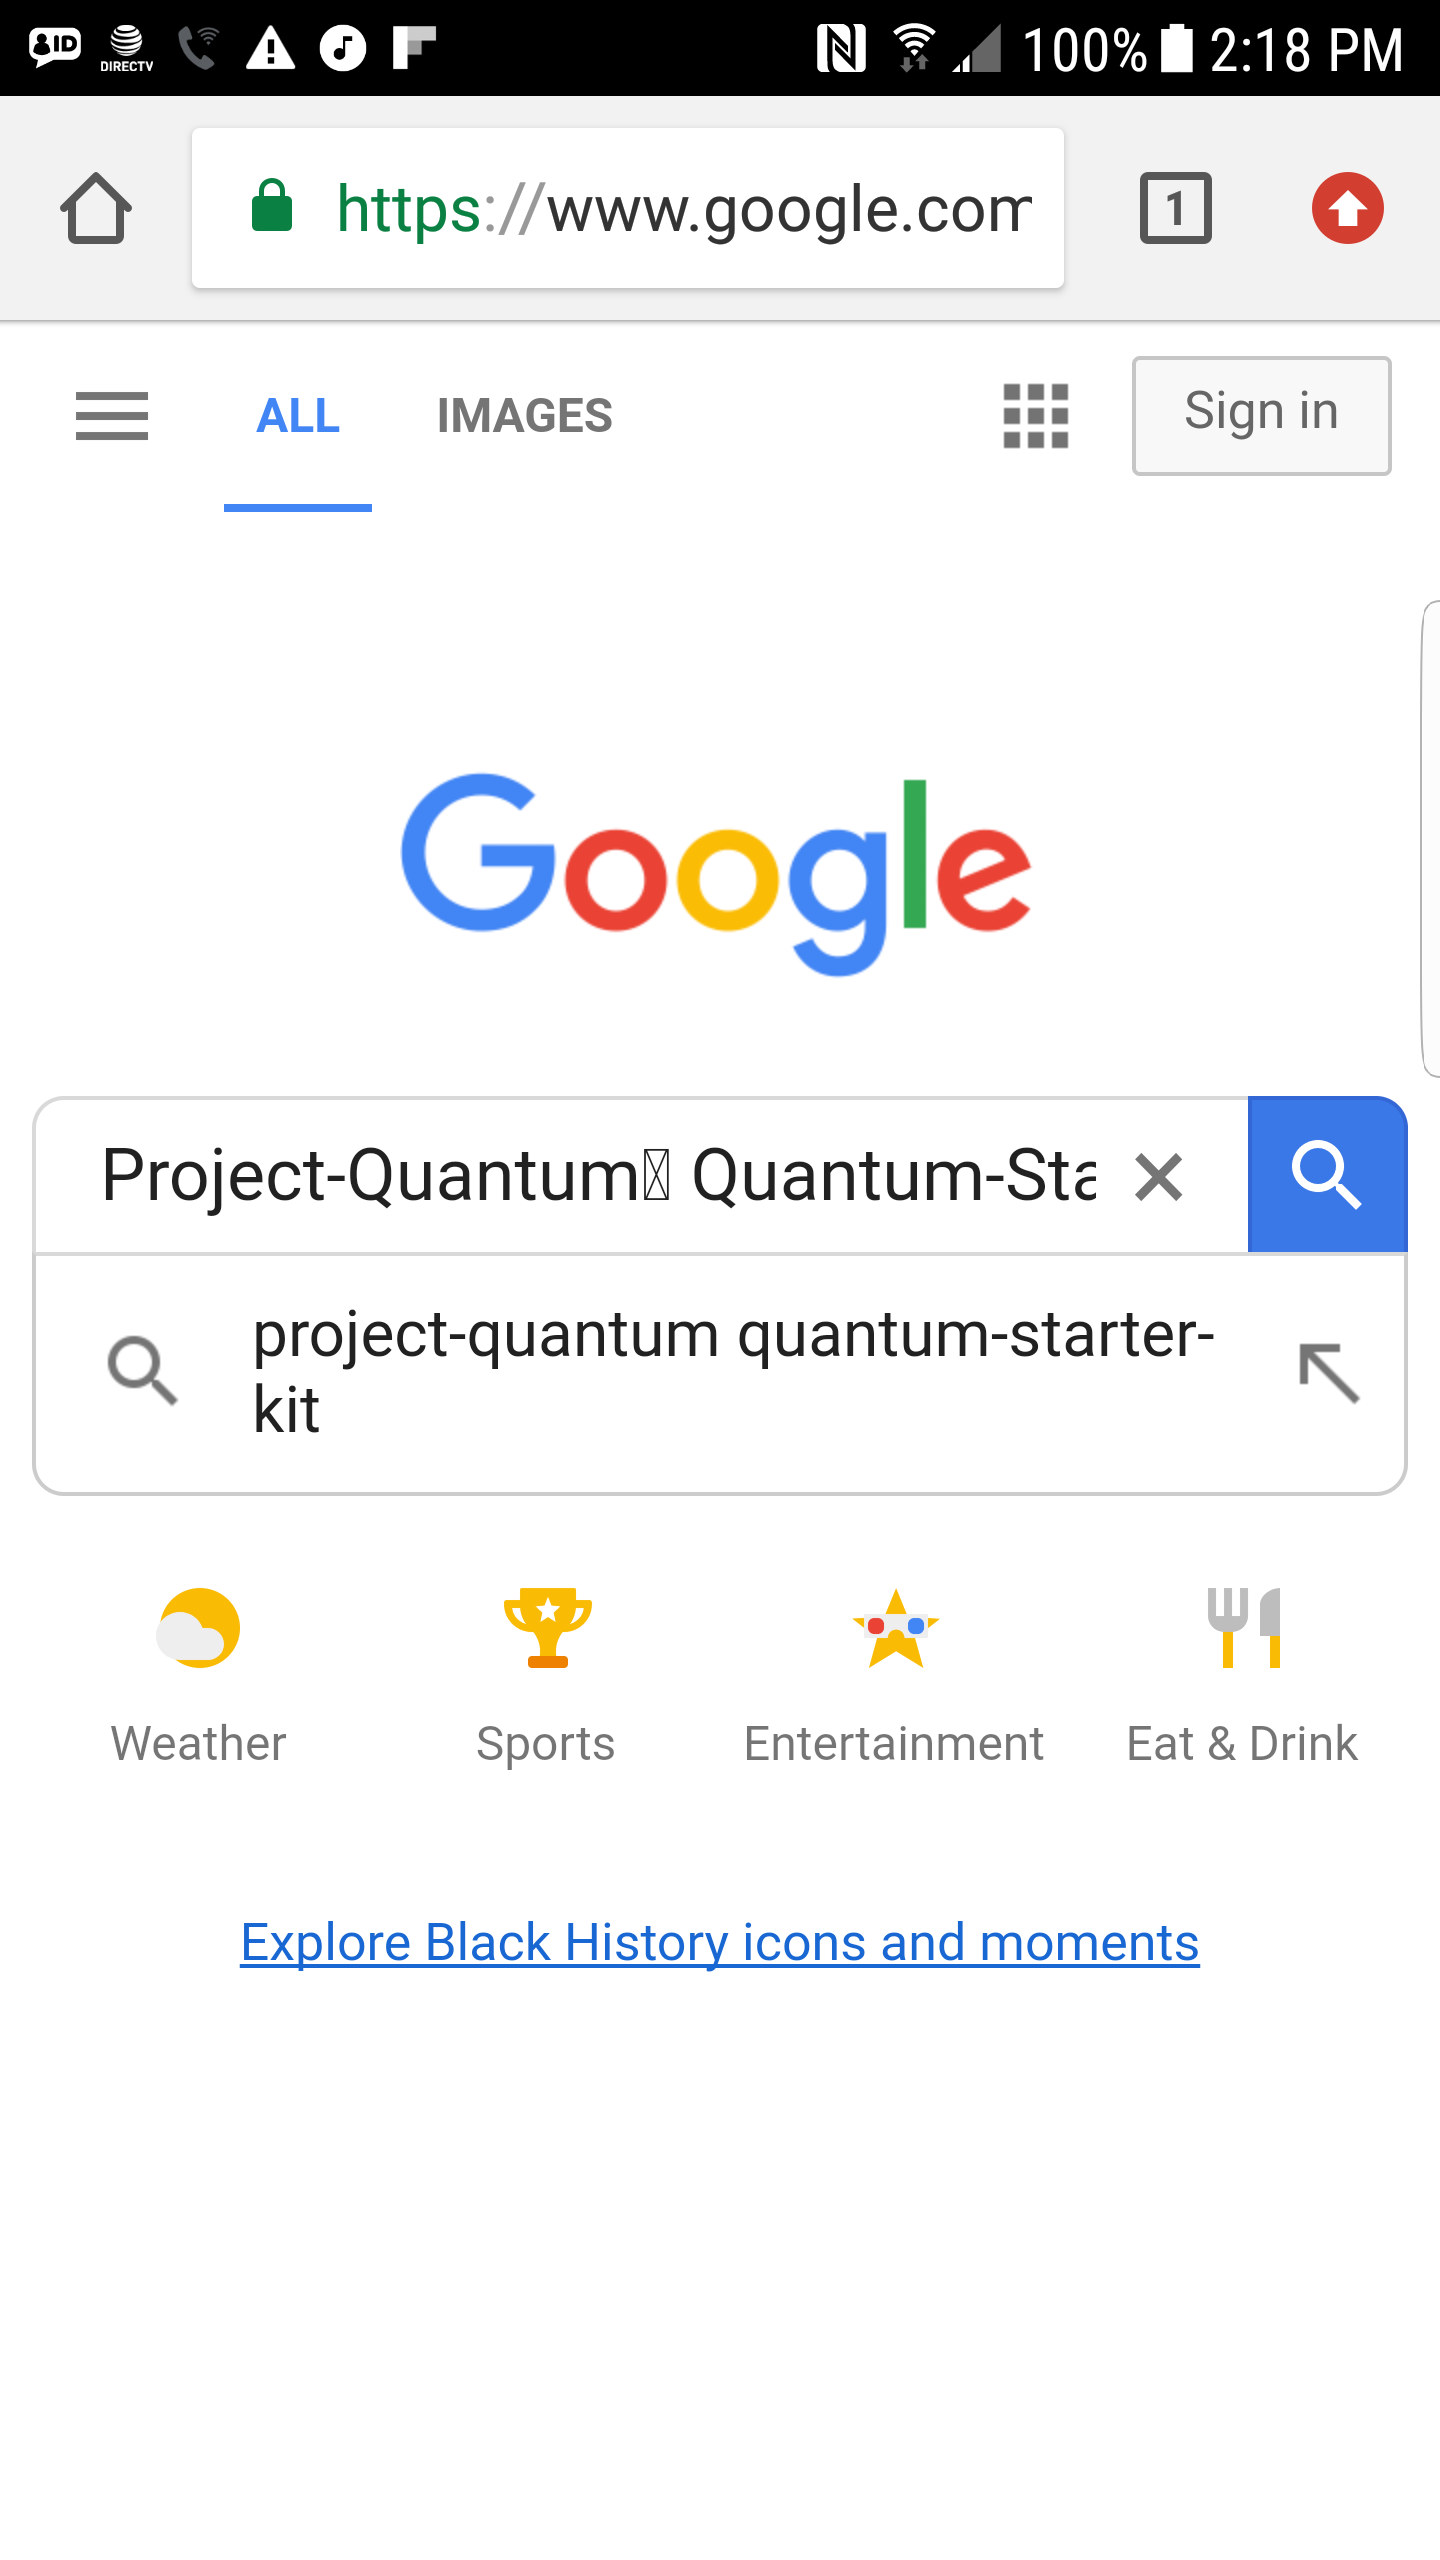 ID DIRECTV 100% 2:18 PM
https://www.google.com 1
ALL IMAGES Sign in
Google
Project-Quantum Quantum-Sta
project-quantum quantum-starter-
kit
Weather Sports Entertainment Eat & Drink
Explore Black History icons and moments